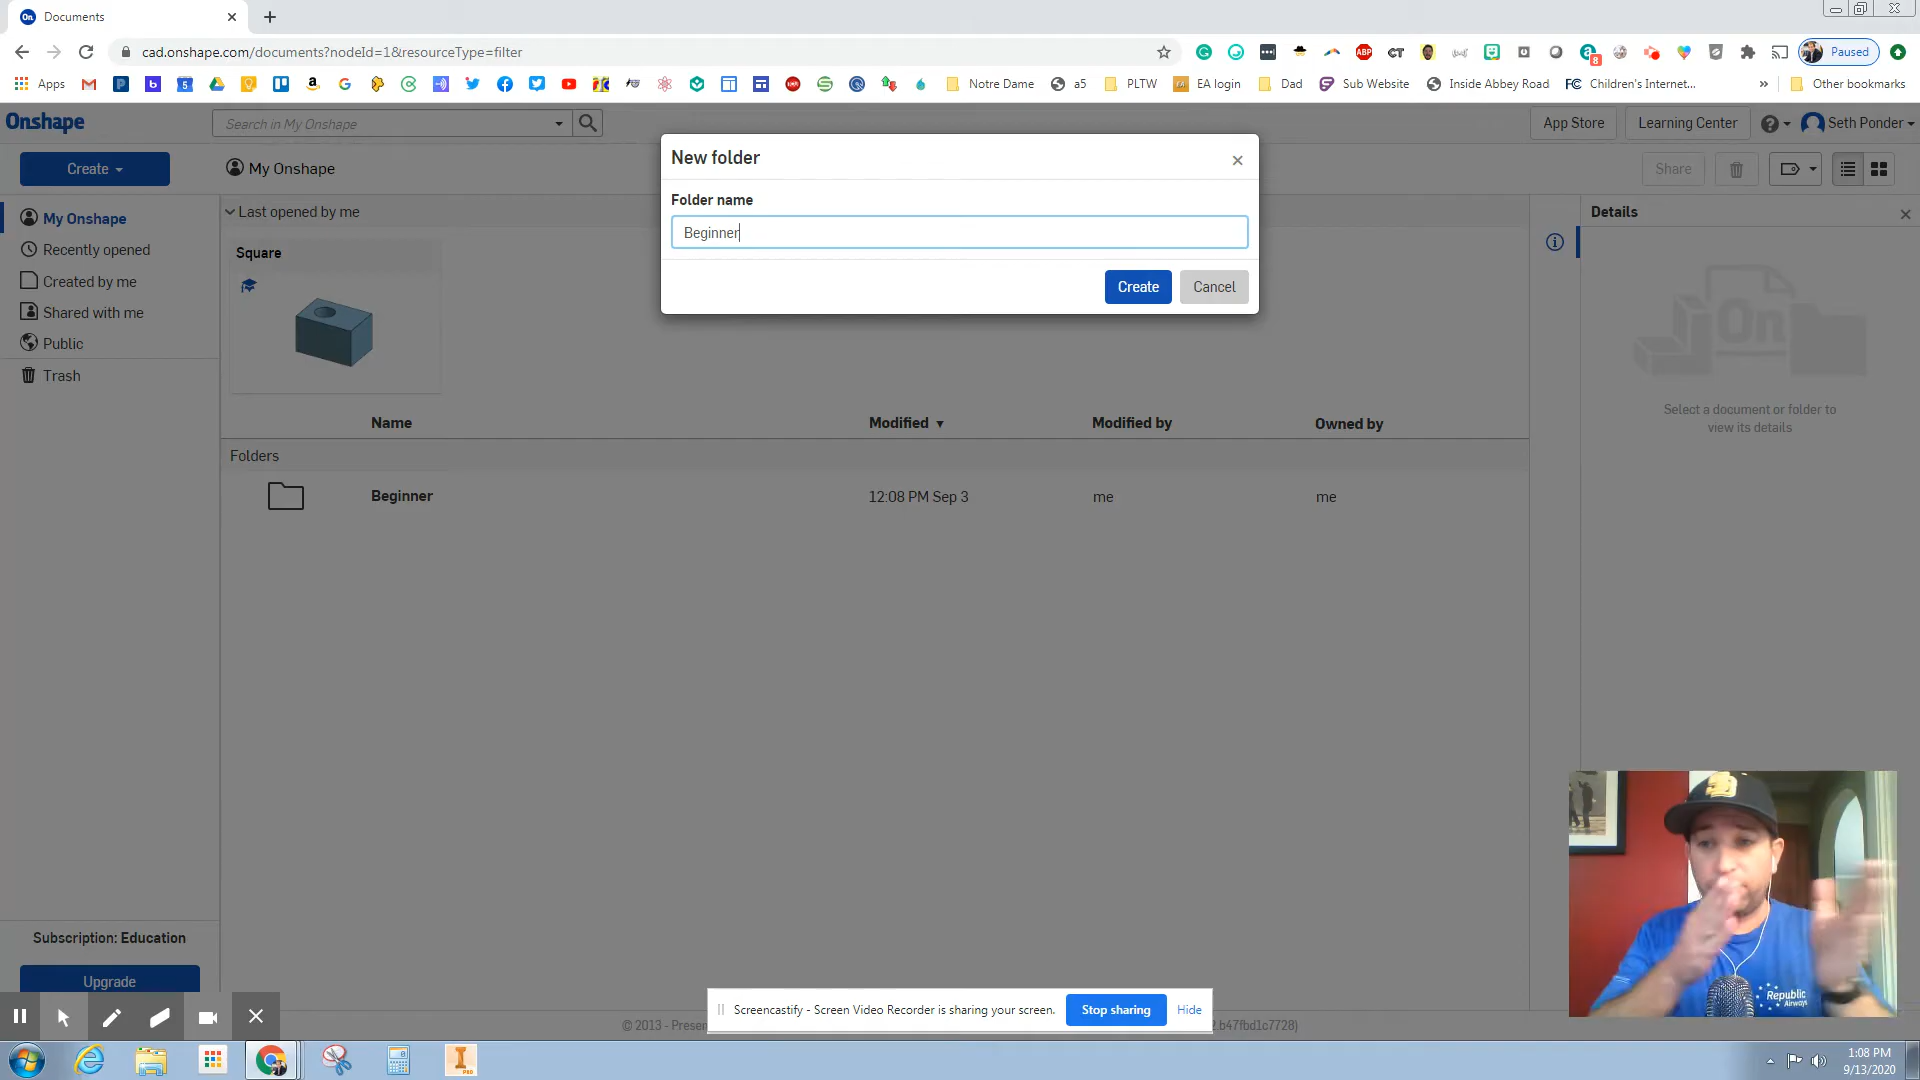 Documents
cad.onshape.com/documents?nodeId=1&resourceType=filter
Paused
Apps
Notre Dame
a5
PLTW
EA login
Dad
Sub Website
Inside Abbey Road
Children's Internet...
Other bookmarks
Onshape
Search in My Onshape
App Store
Learning Center
Seth Ponder
Create
My Onshape
Share
New folder
Folder name
Beginner
Create
Cancel
My Onshape
Recently opened
Created by me
Shared with me
Public
Trash
Last opened by me
Square
Details
Select a document or folder to
view its details
Name
Modified
Modified by
Owned by
Folders
Beginner
12:08 PM Sep 3
me
me
Subscription: Education
Upgrade
Screencastify - Screen Video Recorder is sharing your screen.
Stop sharing
Hide
© 2013 - Presen
2.b47fbd1c7728)
Republic
Airways
1:08 PM
9/13/2020